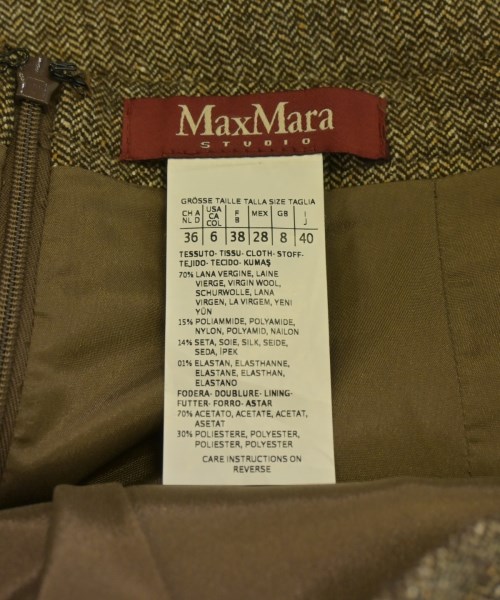 MaxMara
STUDIO
GRÖSSE TAILLE TALLA SIZE TAGLIA
CH A NL D USA CA COL F B MEX GB I J
36 6 38 28 8 40
TESSUTO- TISSU- CLOTH- STOFF-
TEJIDO- TECIDO- KUMAŞ
70% LANA VERGINE, LAINE
VIERGE, VIRGIN WOOL,
SCHURWOLLE, LANA
VIRGEN, LA VIRGEM, YENI
YÜN
15% POLIAMMIDE, POLYAMIDE,
NYLON, POLYAMID, NAILON
14% SETA, SOIE, SILK, SEIDE,
SEDA, İPEK
01% ELASTAN, ELASTHANNE,
ELASTANE, ELASTHAN,
ELASTANO
FODERA- DOUBLURE- LINING-
FUTTER- FORRO- ASTAR
70% ACETATO, ACETATE, ACETAT,
ASETAT
30% POLIESTERE, POLYESTER,
POLIESTER, POLYESTER
CARE INSTRUCTIONS ON
REVERSE